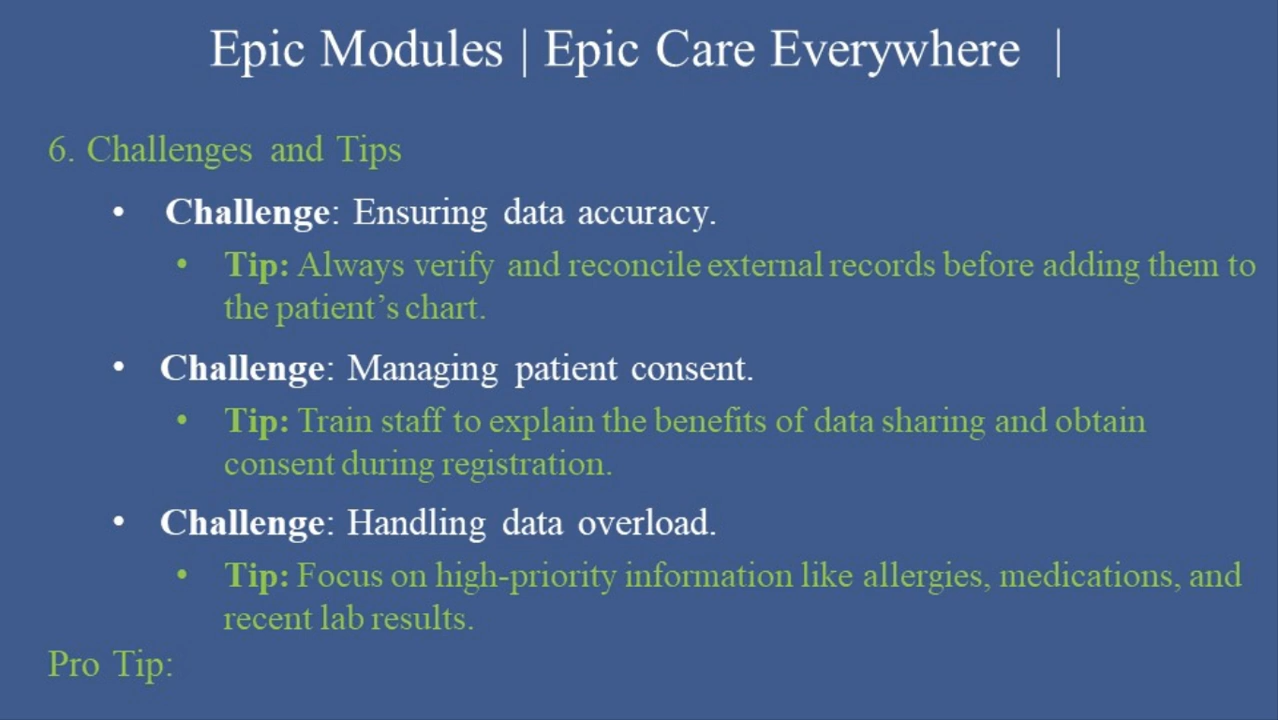 Epic Modules | Epic Care Everywhere |
6. Challenges and Tips
• Challenge: Ensuring data accuracy.
• Tip: Always verify and reconcile external records before adding them to
the patient’s chart.
• Challenge: Managing patient consent.
• Tip: Train staff to explain the benefits of data sharing and obtain
consent during registration.
• Challenge: Handling data overload.
• Tip: Focus on high-priority information like allergies, medications, and
recent lab results.
Pro Tip: